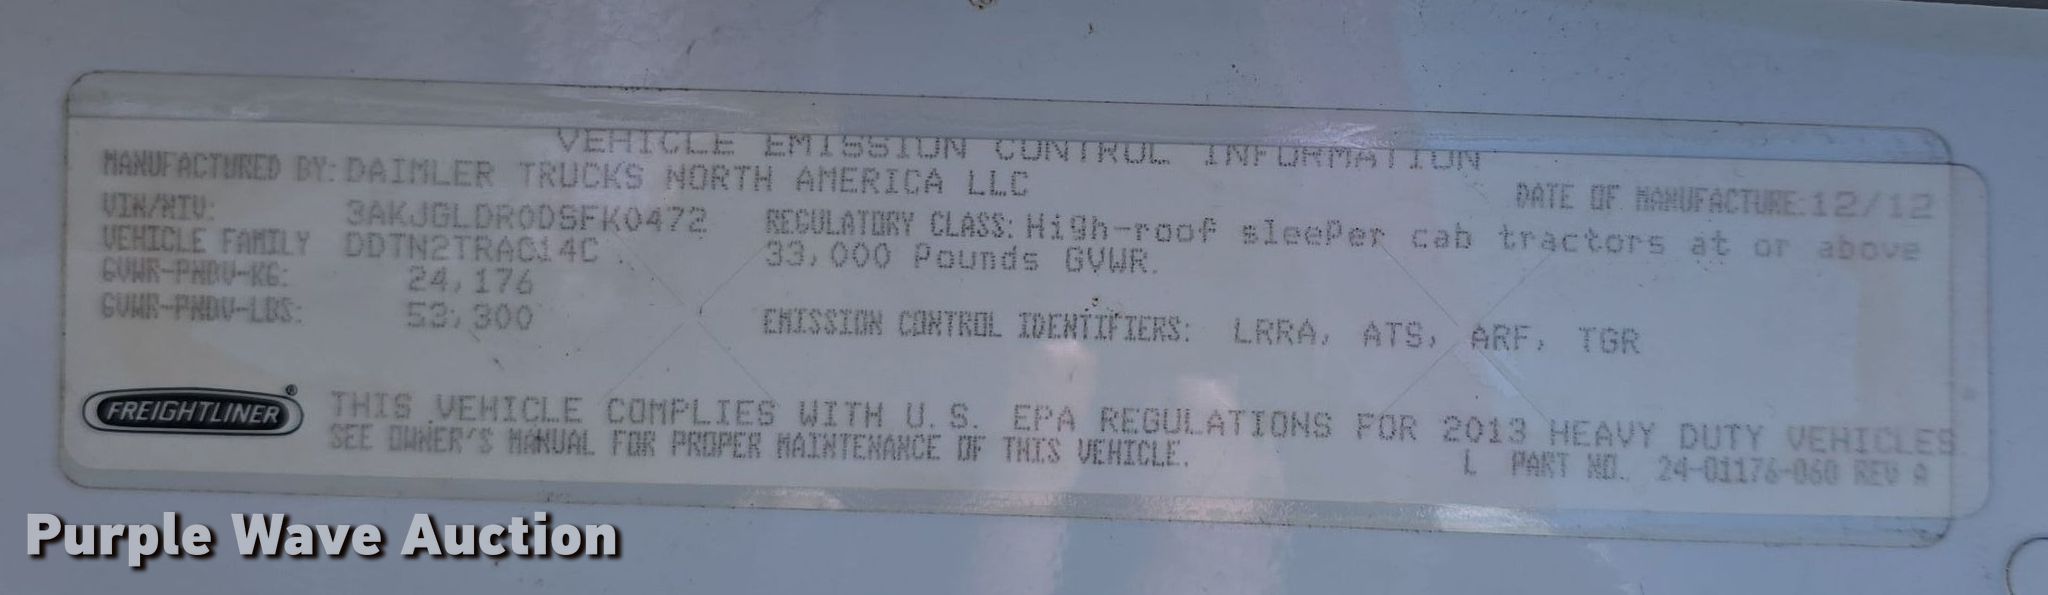 VEHICLE EMISSION CONTROL INFORMATION
MANUFACTURED BY: DAIMLER TRUCKS NORTH AMERICA LLC
DATE OF MANUFACTURE: 12/12
VIN/MIV: 3AKJGLDR0DSFK0472
VEHICLE FAMILY DDTN2TRAC14C
GVWR-PNBV-KG: 24,176
GVWR-PNBV-LBS: 53,300
REGULATORY CLASS: High-roof sleeper cab tractors at or above
33,000 Pounds GVWR.
EMISSION CONTROL IDENTIFIERS: LRRA, ATS, ARF, TGR
FREIGHTLINER®
THIS VEHICLE COMPLIES WITH U.S. EPA REGULATIONS FOR 2013 HEAVY DUTY VEHICLES.
SEE OWNER'S MANUAL FOR PROPER MAINTENANCE OF THIS VEHICLE.
L PART NO. 24-01176-060 REV A
Purple Wave Auction